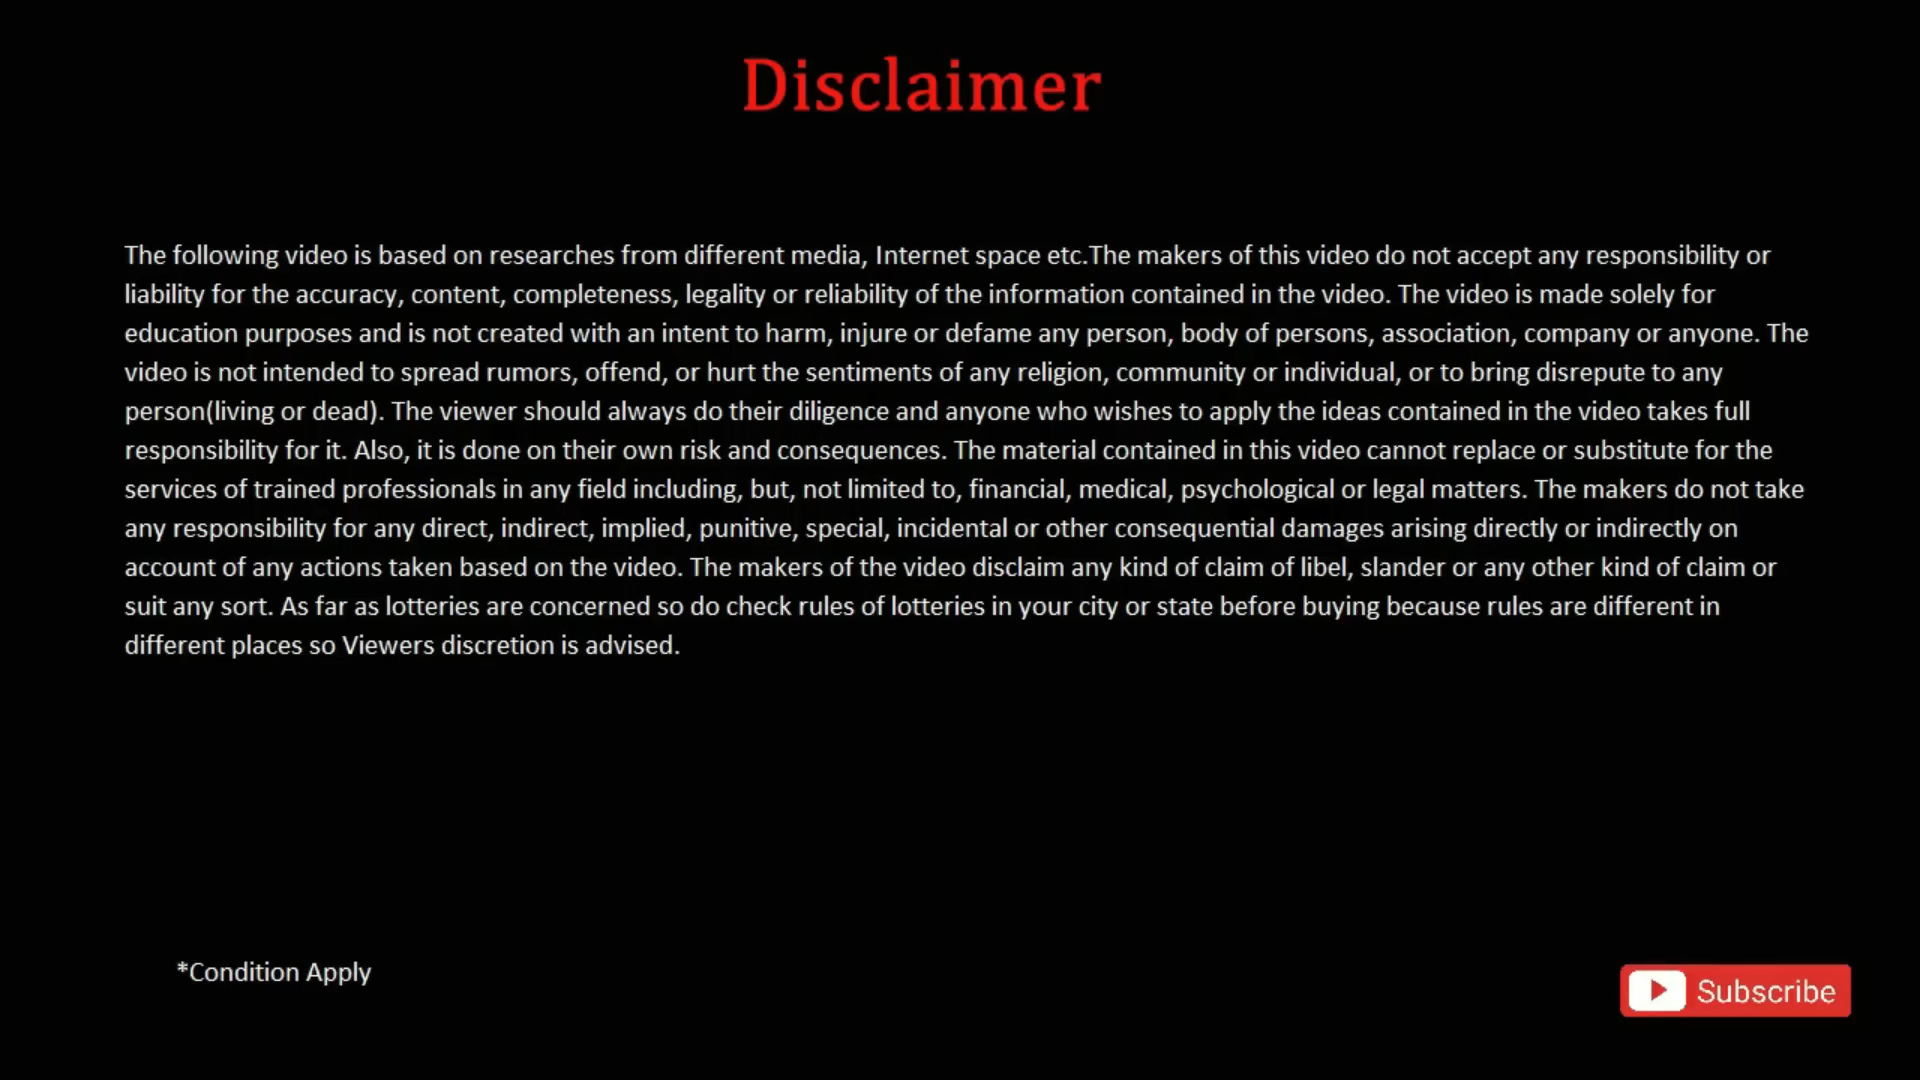 Disclaimer
The following video is based on researches from different media, Internet space etc.The makers of this video do not accept any responsibility or
liability for the accuracy, content, completeness, legality or reliability of the information contained in the video. The video is made solely for
education purposes and is not created with an intent to harm, injure or defame any person, body of persons, association, company or anyone. The
video is not intended to spread rumors, offend, or hurt the sentiments of any religion, community or individual, or to bring disrepute to any
person(living or dead). The viewer should always do their diligence and anyone who wishes to apply the ideas contained in the video takes full
responsibility for it. Also, it is done on their own risk and consequences. The material contained in this video cannot replace or substitute for the
services of trained professionals in any field including, but, not limited to, financial, medical, psychological or legal matters. The makers do not take
any responsibility for any direct, indirect, implied, punitive, special, incidental or other consequential damages arising directly or indirectly on
account of any actions taken based on the video. The makers of the video disclaim any kind of claim of libel, slander or any other kind of claim or
suit any sort. As far as lotteries are concerned so do check rules of lotteries in your city or state before buying because rules are different in
different places so Viewers discretion is advised.
*Condition Apply
Subscribe